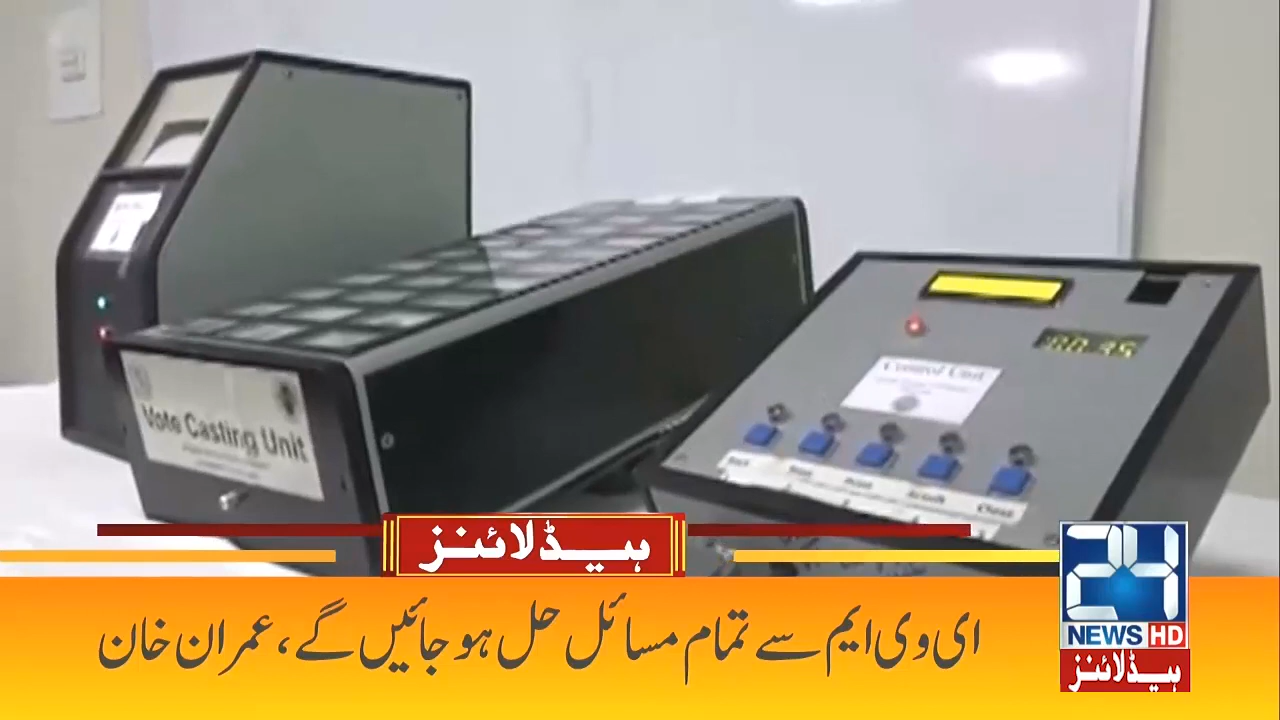 Vote Casting Unit
Control Unit
Close
ہیڈلائنز
ای وی ایم سے تمام مسائل حل ہو جائیں گے، عمران خان
24
NEWS HD
ہیڈلائنز